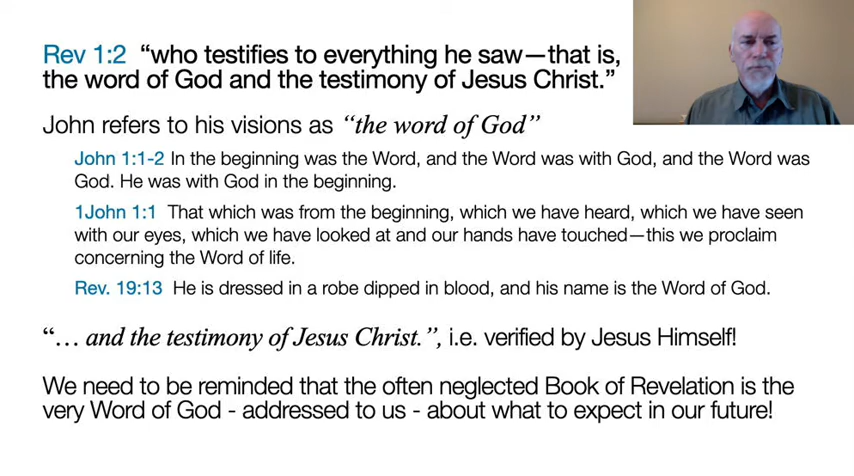 Rev 1:2 “who testifies to everything he saw—that is,
the word of God and the testimony of Jesus Christ.”
John refers to his visions as “the word of God”
John 1:1-2 In the beginning was the Word, and the Word was with God, and the Word was
God. He was with God in the beginning.
1John 1:1 That which was from the beginning, which we have heard, which we have seen
with our eyes, which we have looked at and our hands have touched—this we proclaim
concerning the Word of life.
Rev. 19:13 He is dressed in a robe dipped in blood, and his name is the Word of God.
“… and the testimony of Jesus Christ.”, i.e. verified by Jesus Himself!
We need to be reminded that the often neglected Book of Revelation is the
very Word of God - addressed to us - about what to expect in our future!